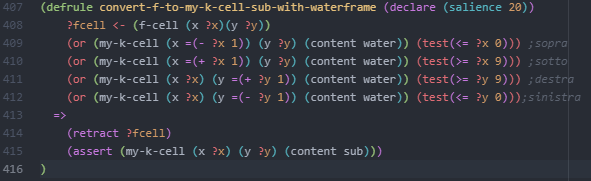 407 (defrule convert-f-to-my-k-cell-sub-with-waterframe (declare (salience 20))
408 ?fcell <- (f-cell (x ?x)(y ?y))
409 (or (my-k-cell (x =(- ?x 1)) (y ?y) (content water)) (test(<= ?x 0))) ;sopra
410 (or (my-k-cell (x =(+ ?x 1)) (y ?y) (content water)) (test(>= ?x 9))) ;sotto
411 (or (my-k-cell (x ?x) (y =(+ ?y 1)) (content water)) (test(>= ?y 9))) ;destra
412 (or (my-k-cell (x ?x) (y =(- ?y 1)) (content water)) (test(<= ?y 0)));sinistra
413 =>
414 (retract ?fcell)
415 (assert (my-k-cell (x ?x) (y ?y) (content sub)))
416 )